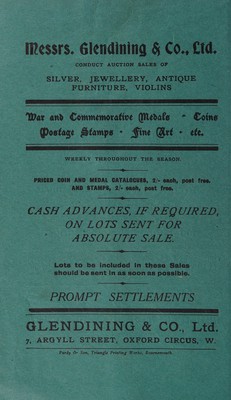 Messrs. Glendining & Co., Ltd.
CONDUCT AUCTION SALES OF
SILVER, JEWELLERY, ANTIQUE
FURNITURE, VIOLINS
War and Commemorative Medals · Coins
Postage Stamps · Fine Art · etc.
WEEKLY THROUGHOUT THE SEASON
PRICED COIN AND MEDAL CATALOGUES, 2/- each, post free.
AND STAMPS, 2/- each, post free.
CASH ADVANCES, IF REQUIRED,
ON LOTS SENT FOR
ABSOLUTE SALE.
Lots to be included in these Sales
should be sent in as soon as possible.
PROMPT SETTLEMENTS
GLENDINING & CO., Ltd.
7, ARGYLL STREET, OXFORD CIRCUS, W.
Triangle Printing Works, Bournemouth.